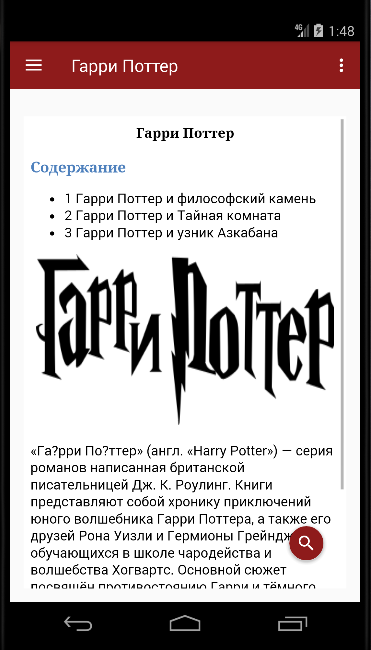 4G 1:48
Гарри Поттер
Гарри Поттер
Содержание
• 1 Гарри Поттер и философский камень
• 2 Гарри Поттер и Тайная комната
• 3 Гарри Поттер и узник Азкабана
Гарри Поттер
«Га?рри По?ттер» (англ. «Harry Potter») — серия
романов написанная британской
писательницей Дж. К. Роулинг. Книги
представляют собой хронику приключений
юного волшебника Гарри Поттера, а также его
друзей Рона Уизли и Гермионы Грейндж
обучающихся в школе чародейства и
волшебства Хогвартс. Основной сюжет
посвящён противостоянию Гарри и тёмного